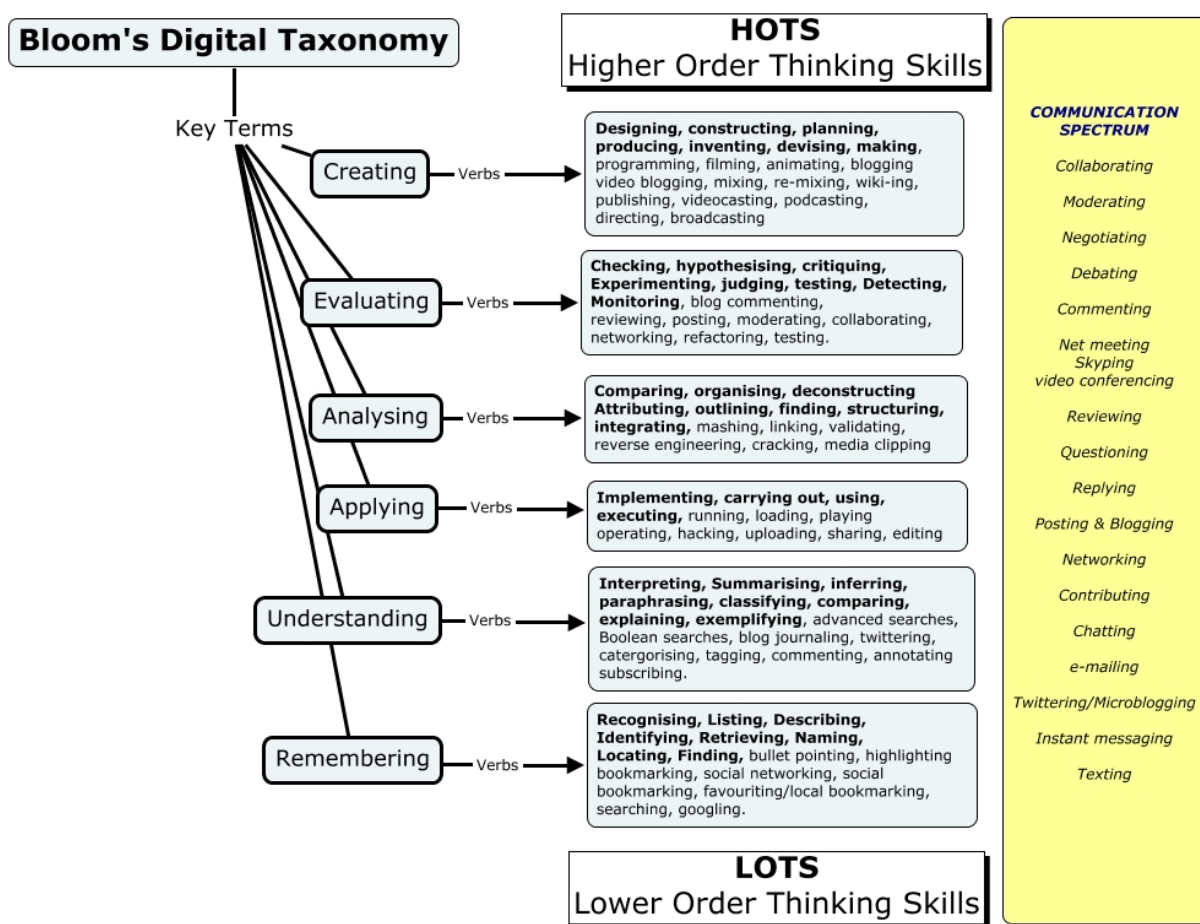 Bloom's Digital Taxonomy
Key Terms
HOTS
Higher Order Thinking Skills
Creating
Verbs
Designing, constructing, planning,
producing, inventing, devising, making,
programming, filming, animating, blogging
video blogging, mixing, re-mixing, wiki-ing,
publishing, videocasting, podcasting,
directing, broadcasting
Evaluating
Verbs
Checking, hypothesising, critiquing,
Experimenting, judging, testing, Detecting,
Monitoring, blog commenting,
reviewing, posting, moderating, collaborating,
networking, refactoring, testing.
Analysing
Verbs
Comparing, organising, deconstructing
Attributing, outlining, finding, structuring,
integrating, mashing, linking, validating,
reverse engineering, cracking, media clipping
Applying
Verbs
Implementing, carrying out, using,
executing, running, loading, playing
operating, hacking, uploading, sharing, editing
Understanding
Verbs
Interpreting, Summarising, inferring,
paraphrasing, classifying, comparing,
explaining, exemplifying, advanced searches,
Boolean searches, blog journaling, twittering,
catergorising, tagging, commenting, annotating
subscribing.
Remembering
Verbs
Recognising, Listing, Describing,
Identifying, Retrieving, Naming,
Locating, Finding, bullet pointing, highlighting
bookmarking, social networking, social
bookmarking, favouriting/local bookmarking,
searching, googling.
LOTS
Lower Order Thinking Skills
COMMUNICATION
SPECTRUM
Collaborating
Moderating
Negotiating
Debating
Commenting
Net meeting
Skyping
video conferencing
Reviewing
Questioning
Replying
Posting & Blogging
Networking
Contributing
Chatting
e-mailing
Twittering/Microblogging
Instant messaging
Texting